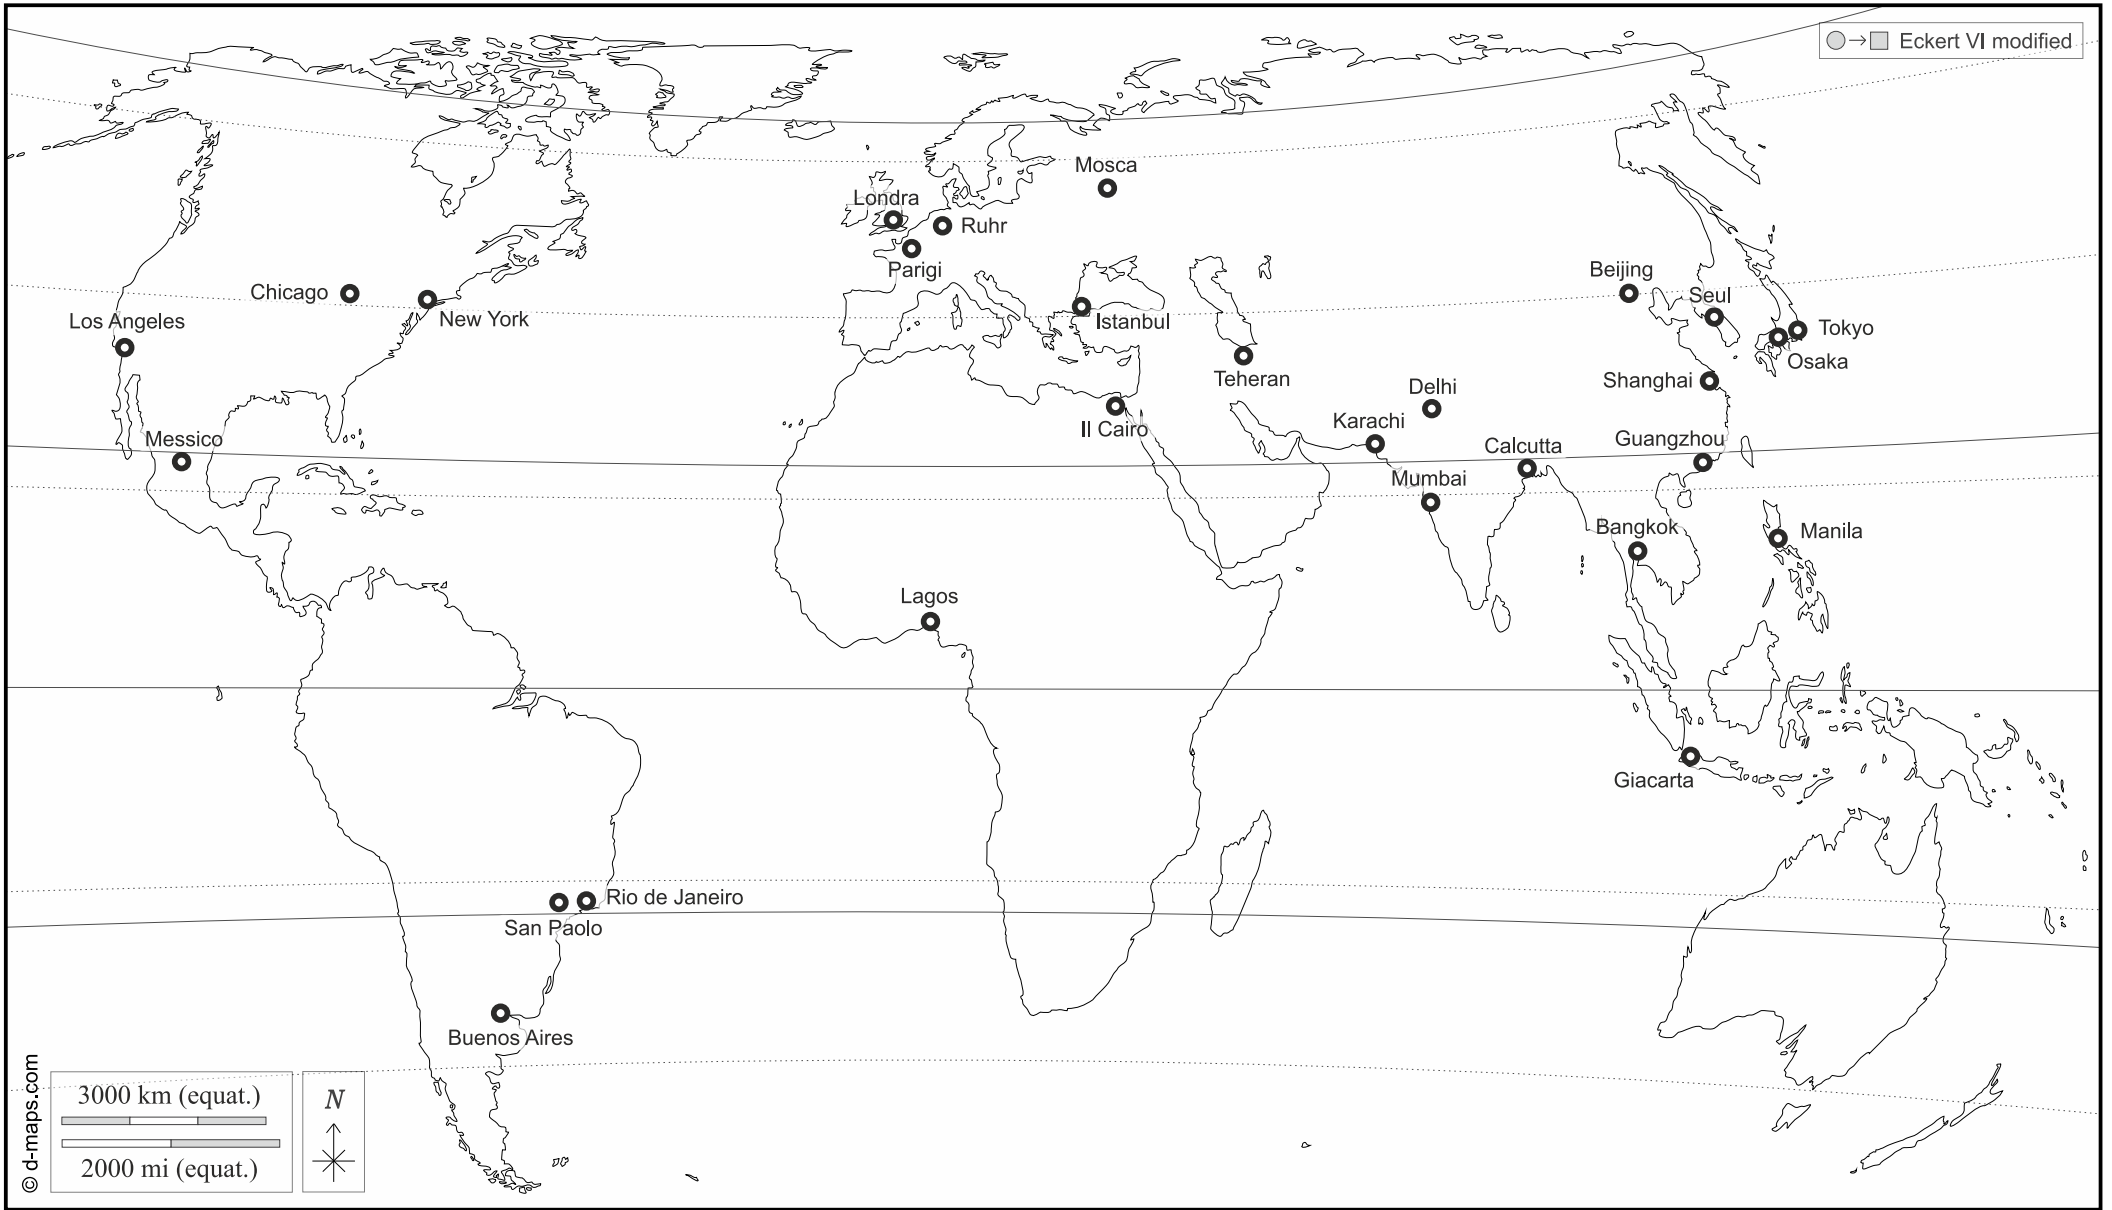 Eckert VI modified
Mosca
Londra
Ruhr
Parigi
Beijing
Chicago
Seul
New York
Los Angeles
Istanbul
Tokyo
Osaka
Teheran
Shanghai
Delhi
Karachi
Il Cairo
Messico
Guangzhou
Calcutta
Mumbai
Bangkok
Manila
Lagos
Giacarta
Rio de Janeiro
San Paolo
Buenos Aires
© d-maps.com
3000 km (equat.)
2000 mi (equat.)
N